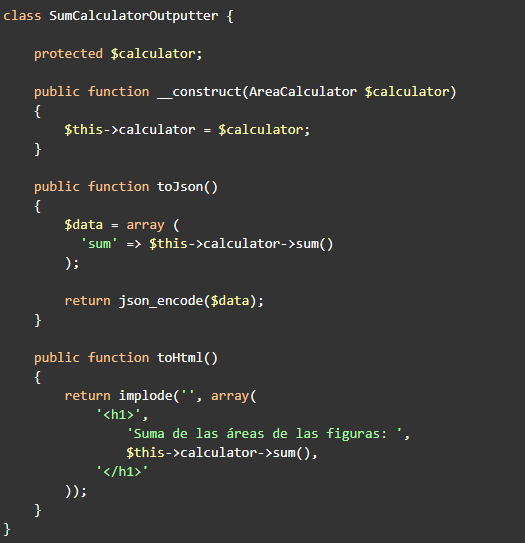 class SumCalculatorOutputter {
protected $calculator;
public function __construct(AreaCalculator $calculator)
{
$this->calculator = $calculator;
}
public function toJson()
{
$data = array (
'sum' => $this->calculator->sum()
);
return json_encode($data);
}
public function toHtml()
{
return implode('', array(
'<h1>',
'Suma de las áreas de las figuras: ',
$this->calculator->sum(),
'</h1>'
));
}
}